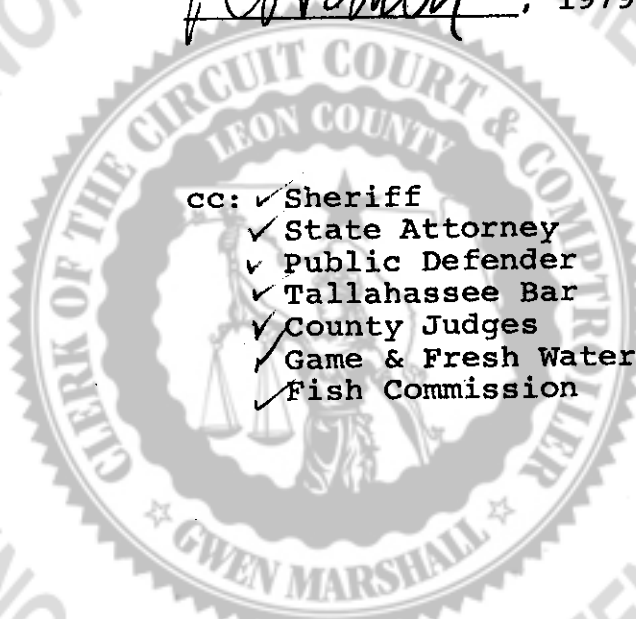 , 1979
cc: ✓Sheriff
✓State Attorney
✓Public Defender
✓Tallahassee Bar
✓County Judges
✓Game & Fresh Water
✓Fish Commission
CLERK OF THE CIRCUIT COURT & COMPTROLLER
LEON COUNTY
GWEN MARSHALL